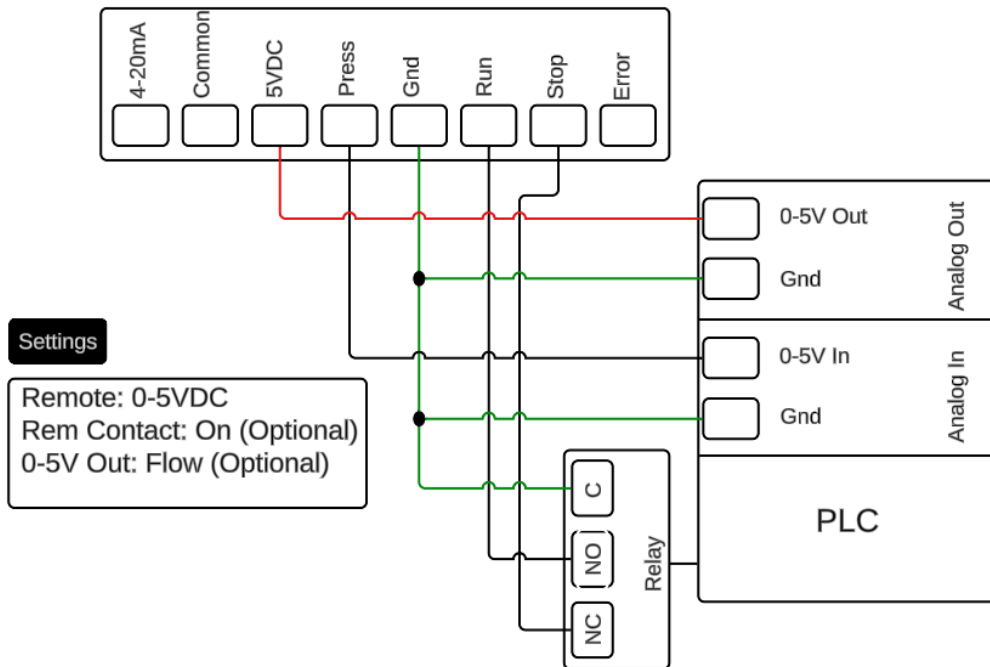 4-20mA
Common
5VDC
Press
Gnd
Run
Stop
Error
0-5V Out
Gnd
Analog Out
Settings
0-5V In
Gnd
Analog In
Remote: 0-5VDC
Rem Contact: On (Optional)
0-5V Out: Flow (Optional)
C
NO
NC
Relay
PLC